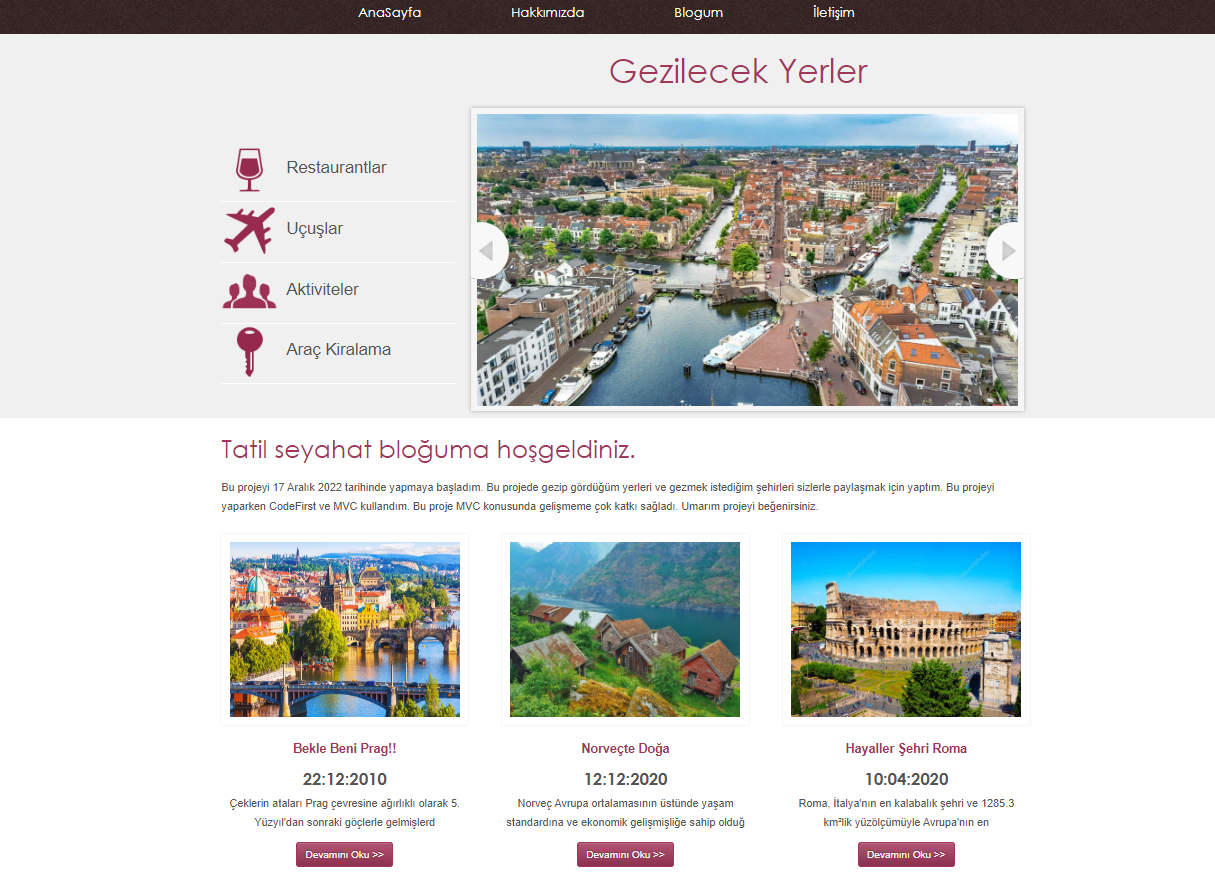 AnaSayfa Hakkımızda Blogum İletişim
Gezilecek Yerler
Restaurantlar
Uçuşlar
Aktiviteler
Araç Kiralama
Tatil seyahat bloğuma hoşgeldiniz.
Bu projeyi 17 Aralık 2022 tarihinde yapmaya başladım. Bu projede gezip gördüğüm yerleri ve gezmek istediğim şehirleri sizlerle paylaşmak için yaptım. Bu projeyi
yaparken CodeFirst ve MVC kullandım. Bu proje MVC konusunda gelişmeme çok katkı sağladı. Umarım projeyi beğenirsiniz.
Bekle Beni Prag!!
22:12:2010
Çeklerin ataları Prag çevresine ağırlıklı olarak 5.
Yüzyıl'dan sonraki göçlerle gelmişlerd
Devamını Oku >>
Norveçte Doğa
12:12:2020
Norveç Avrupa ortalamasının üstünde yaşam
standardına ve ekonomik gelişmişliğe sahip olduğ
Devamını Oku >>
Hayaller Şehri Roma
10:04:2020
Roma, İtalya'nın en kalabalık şehri ve 1285.3
km²lik yüzölçümüyle Avrupa'nın en
Devamını Oku >>